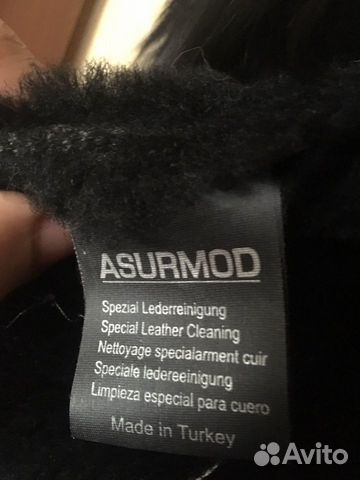 ASURMOD
Spezial Lederreinigung
Special Leather Cleaning
Nettoyage specialarment cuir
Speciale ledereeinigung
Limpieza especial para cuero
Made in Turkey
Avito